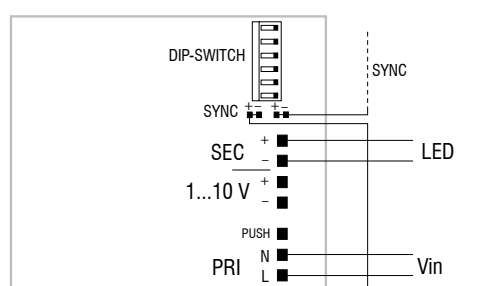 DIP-SWITCH
SYNC
SYNC + − + −
+
SEC
LED
−
1...10 V +
−
PUSH
N
PRI
Vin
L